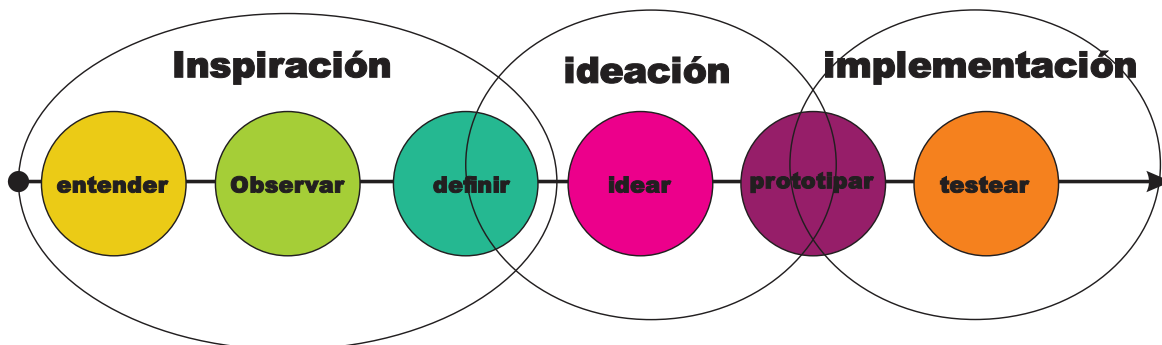 Inspiración
ideación
implementación
entender
Observar
definir
idear
prototipar
testear